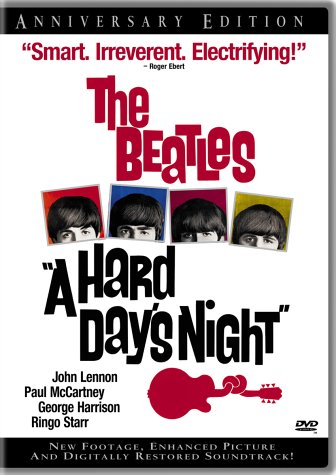 ANNIVERSARY EDITION
"Smart. Irreverent. Electrifying!"
– Roger Ebert
The
BEATLES
"A HARD
DAY'S NIGHT"
John Lennon
Paul McCartney
George Harrison
Ringo Starr
DVD
NEW FOOTAGE, ENHANCED PICTURE
AND DIGITALLY RESTORED SOUNDTRACK!